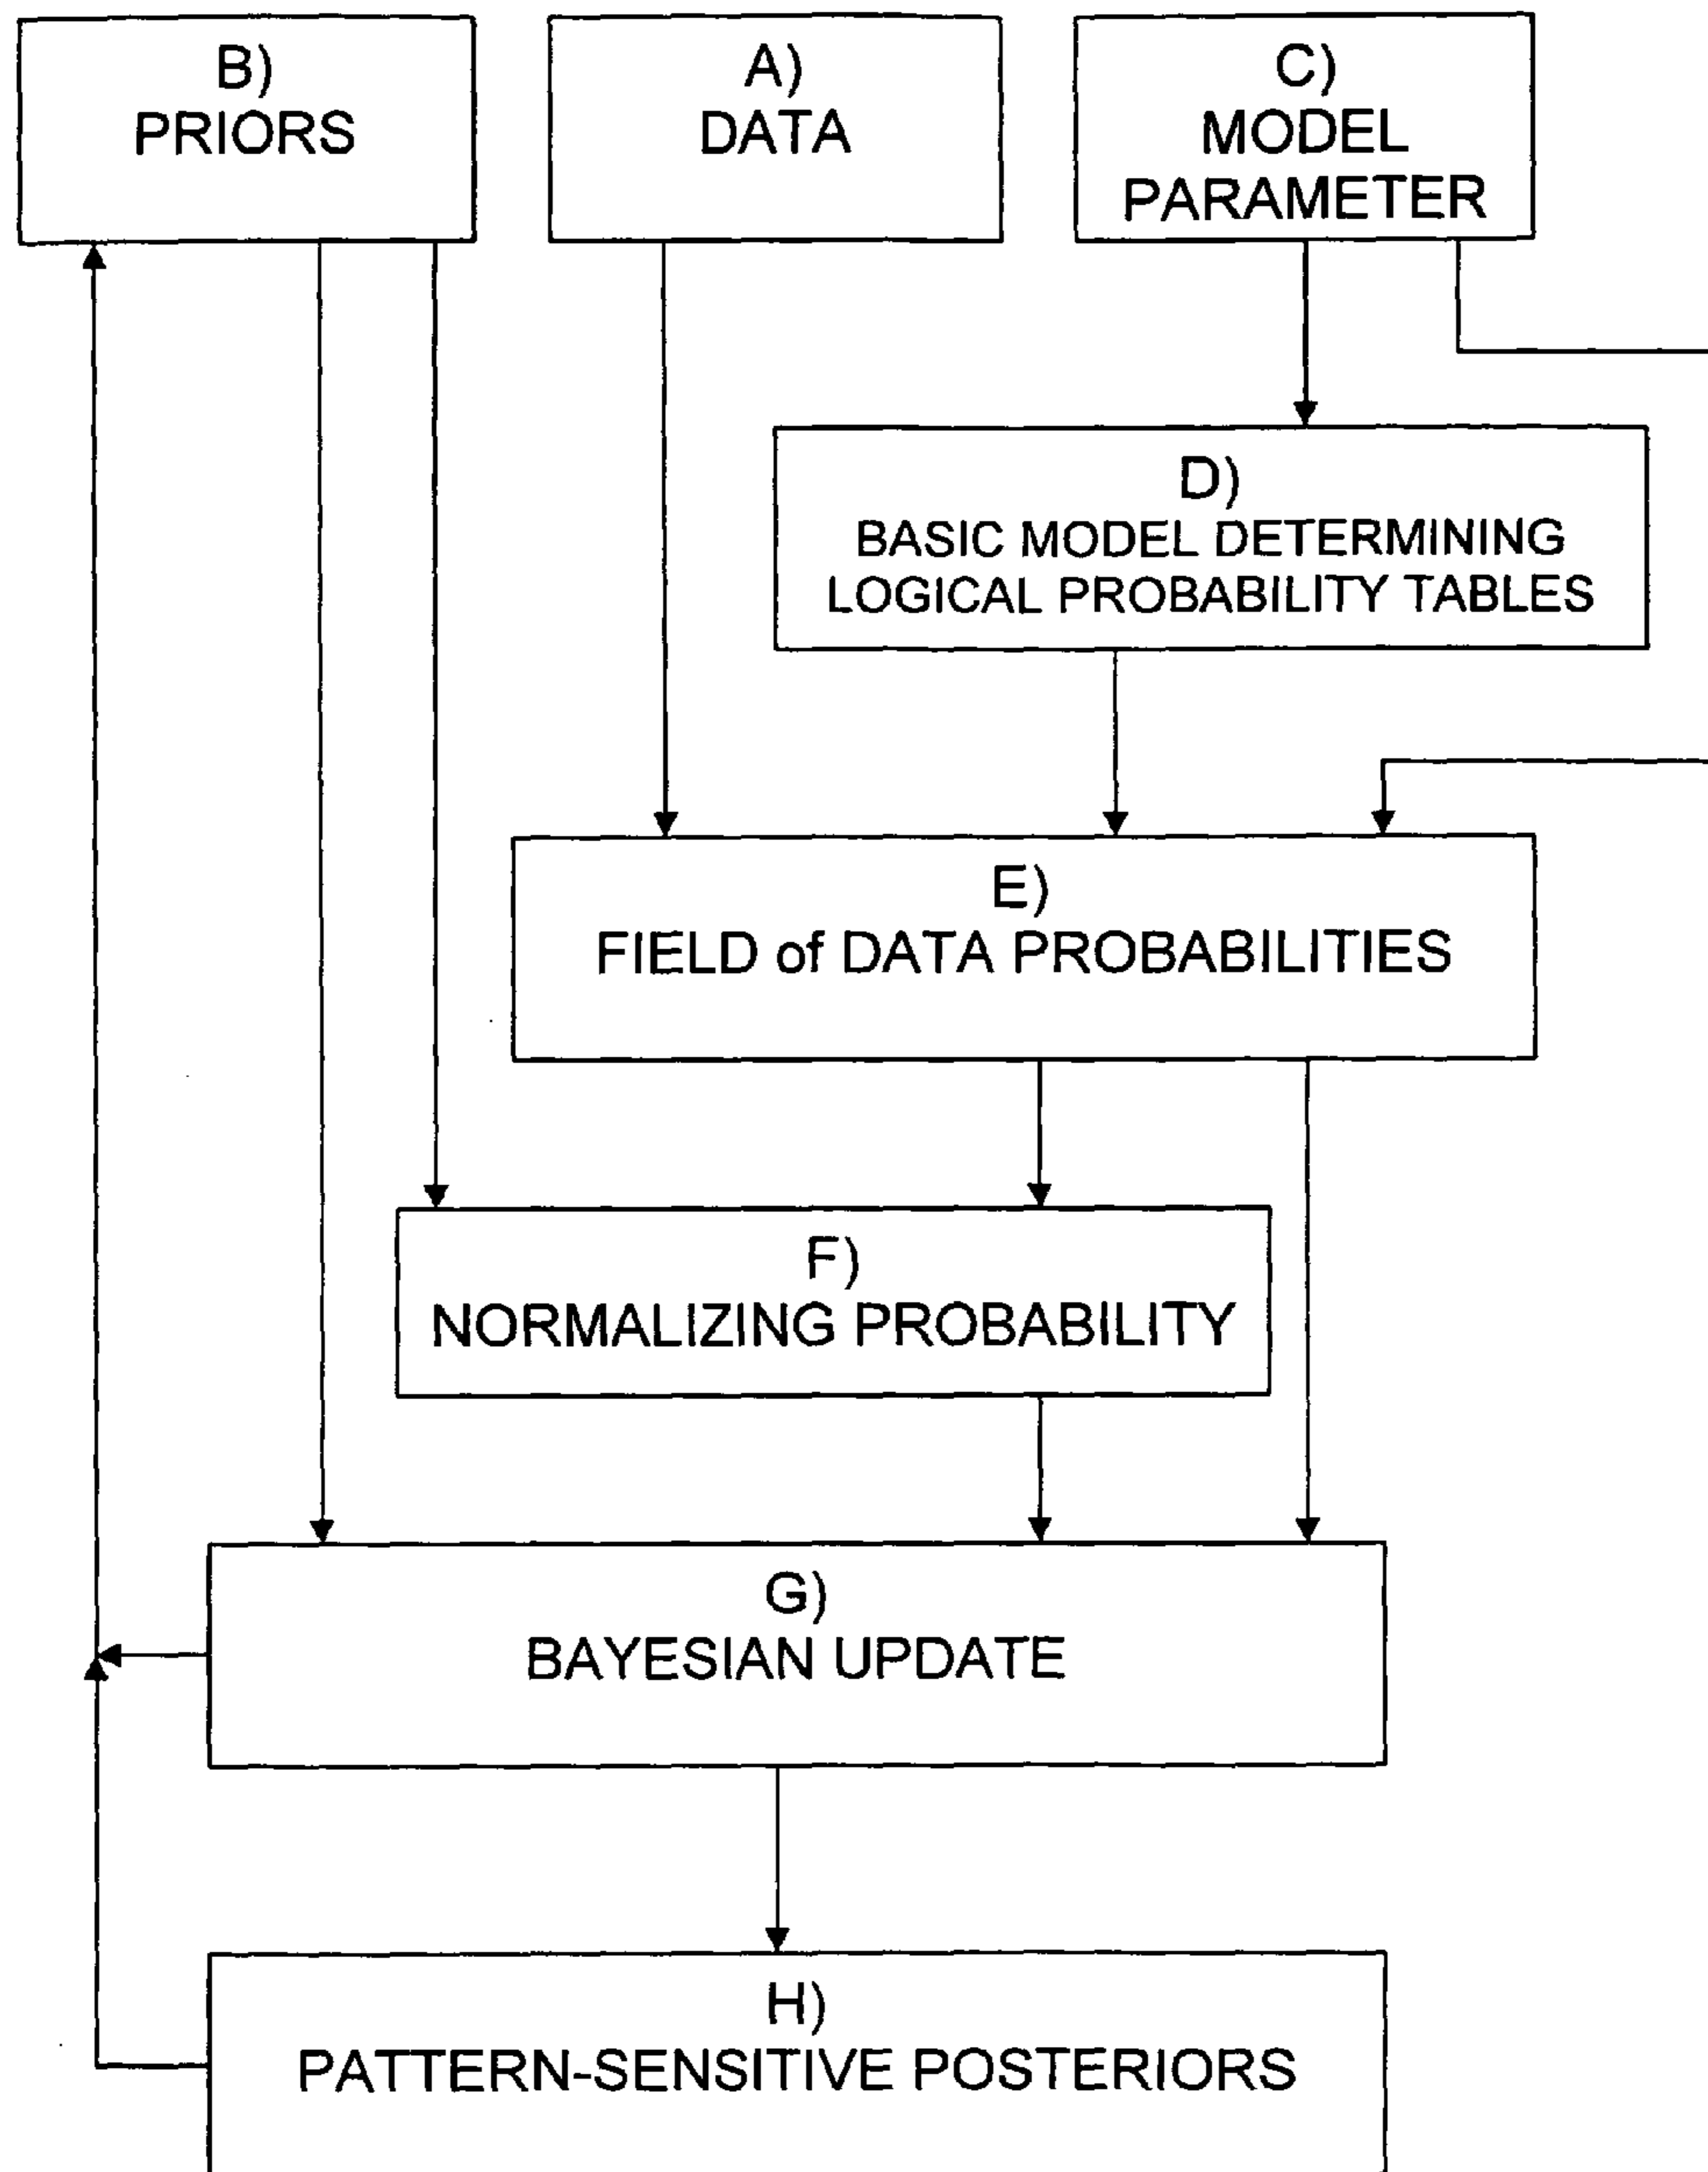 B)
PRIORS
A)
DATA
C)
MODEL
PARAMETER
D)
BASIC MODEL DETERMINING
LOGICAL PROBABILITY TABLES
E)
FIELD of DATA PROBABILITIES
F)
NORMALIZING PROBABILITY
G)
BAYESIAN UPDATE
H)
PATTERN-SENSITIVE POSTERIORS